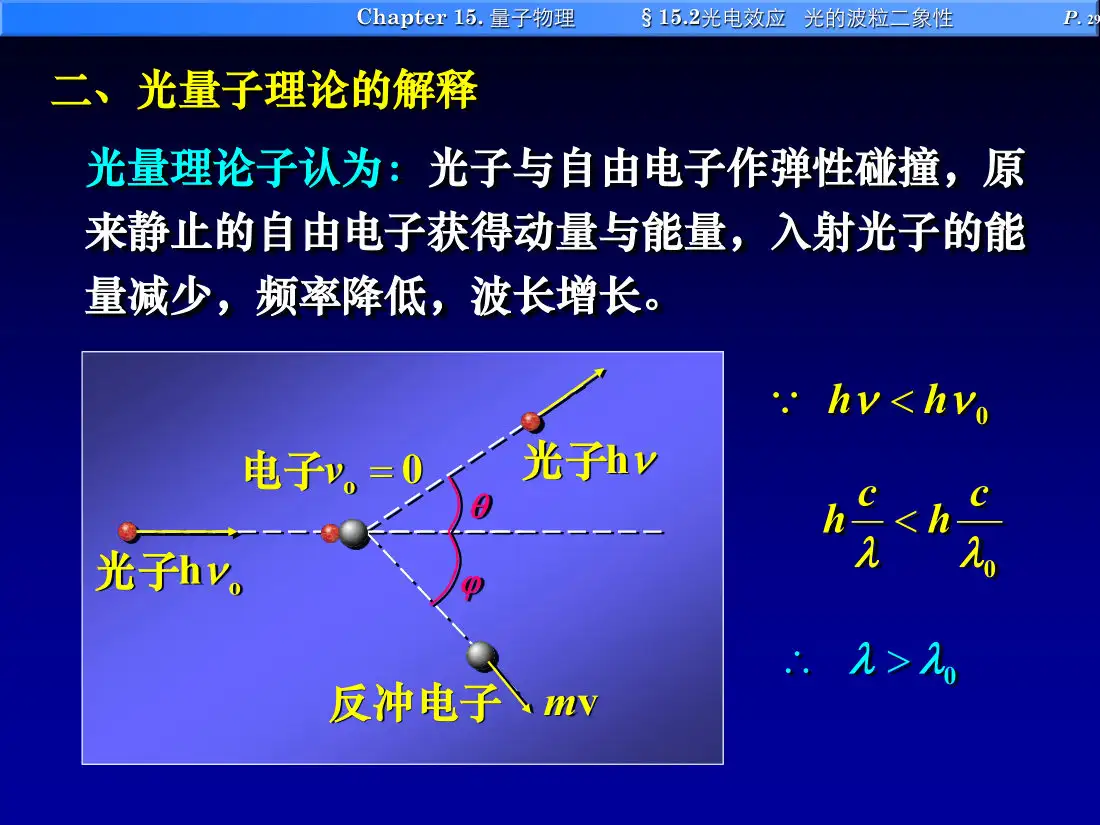 Chapter 15. 量子物理 §15.2光电效应 光的波粒二象性 P. 29
二、光量子理论的解释
光量理论子认为：光子与自由电子作弹性碰撞，原
来静止的自由电子获得动量与能量，入射光子的能
量减少，频率降低，波长增长。
∵ hν < hν₀
光子hν
电子vₒ = 0
θ
h c/λ < h c/λ₀
光子hνₒ
φ
∴ λ > λ₀
反冲电子 mv